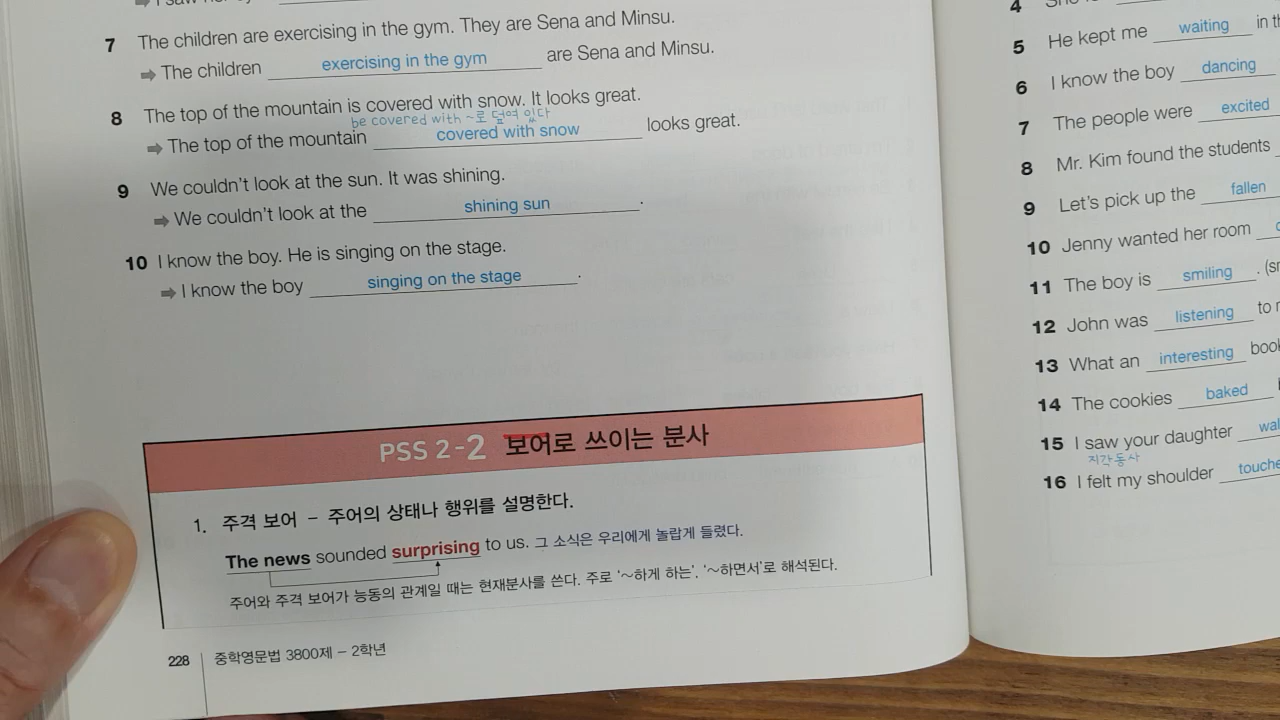 7 The children are exercising in the gym. They are Sena and Minsu.
➡ The children exercising in the gym are Sena and Minsu.
8 The top of the mountain is covered with snow. It looks great.
be covered with ~로 덮여 있다
➡ The top of the mountain covered with snow looks great.
9 We couldn't look at the sun. It was shining.
➡ We couldn't look at the shining sun.
10 I know the boy. He is singing on the stage.
➡ I know the boy singing on the stage.
PSS 2-2 보어로 쓰이는 분사
1. 주격 보어 - 주어의 상태나 행위를 설명한다.
The news sounded surprising to us. 그 소식은 우리에게 놀랍게 들렸다.
주어와 주격 보어가 능동의 관계일 때는 현재분사를 쓴다. 주로 '~하게 하는', '~하면서'로 해석된다.
228 중학영문법 3800제 - 2학년
4
5 He kept me waiting in
6 I know the boy dancing
7 The people were excited
8 Mr. Kim found the students
9 Let's pick up the fallen
10 Jenny wanted her room
11 The boy is smiling.
12 John was listening to
13 What an interesting book
14 The cookies baked
15 I saw your daughter
지각동사
16 I felt my shoulder